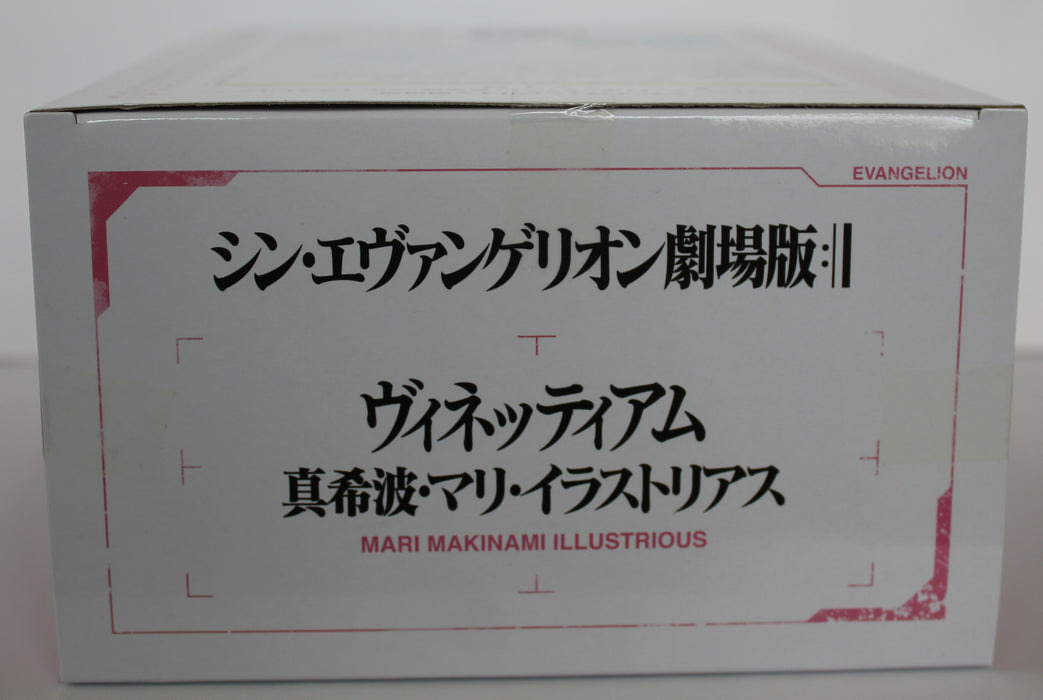 EVANGELION
シン・エヴァンゲリオン劇場版:||
ヴィネッティアム
真希波・マリ・イラストリアス
MARI MAKINAMI ILLUSTRIOUS